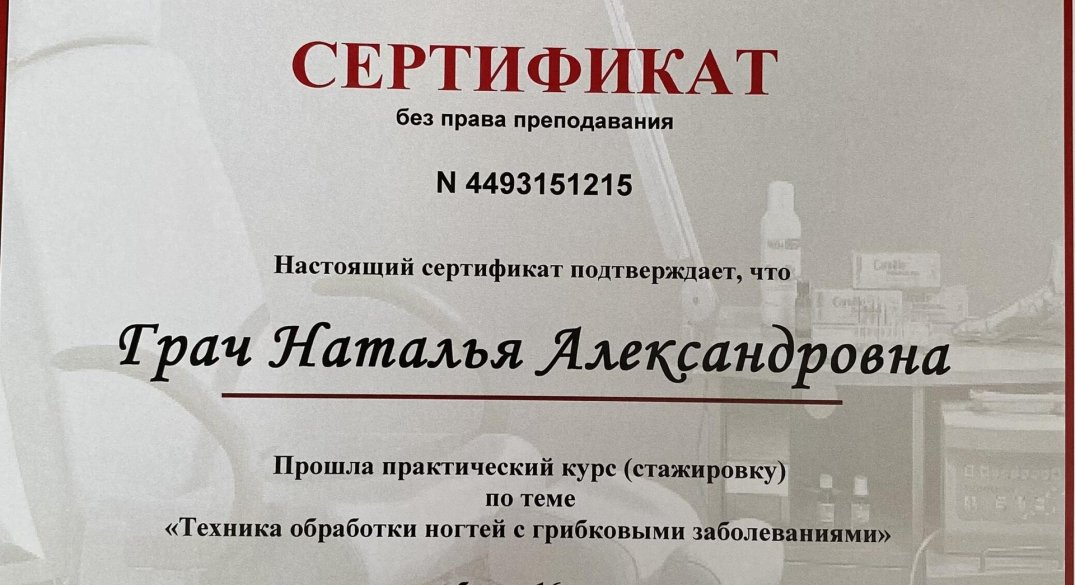 СЕРТИФИКАТ
без права преподавания
N 4493151215
Настоящий сертификат подтверждает, что
Грач Наталья Александровна
Прошла практический курс (стажировку)
по теме
«Техника обработки ногтей с грибковыми заболеваниями»